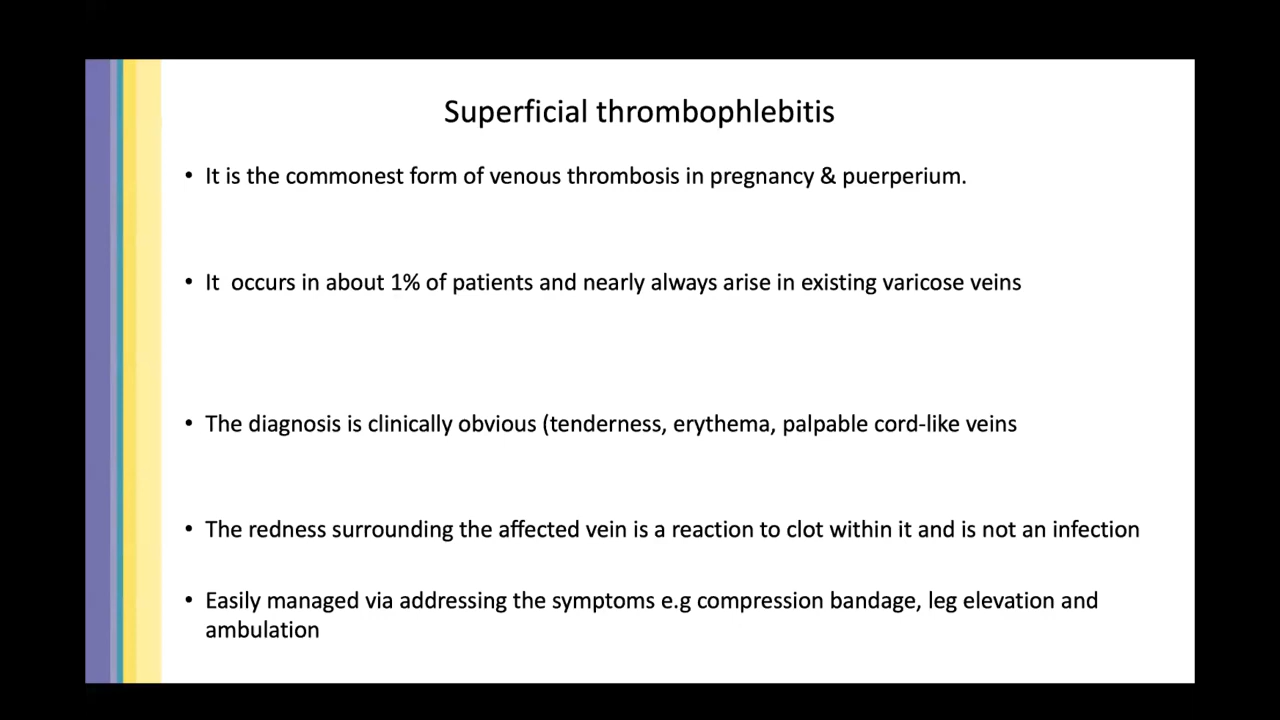 Superficial thrombophlebitis
• It is the commonest form of venous thrombosis in pregnancy & puerperium.
• It  occurs in about 1% of patients and nearly always arise in existing varicose veins
• The diagnosis is clinically obvious (tenderness, erythema, palpable cord-like veins
• The redness surrounding the affected vein is a reaction to clot within it and is not an infection
• Easily managed via addressing the symptoms e.g compression bandage, leg elevation and
ambulation